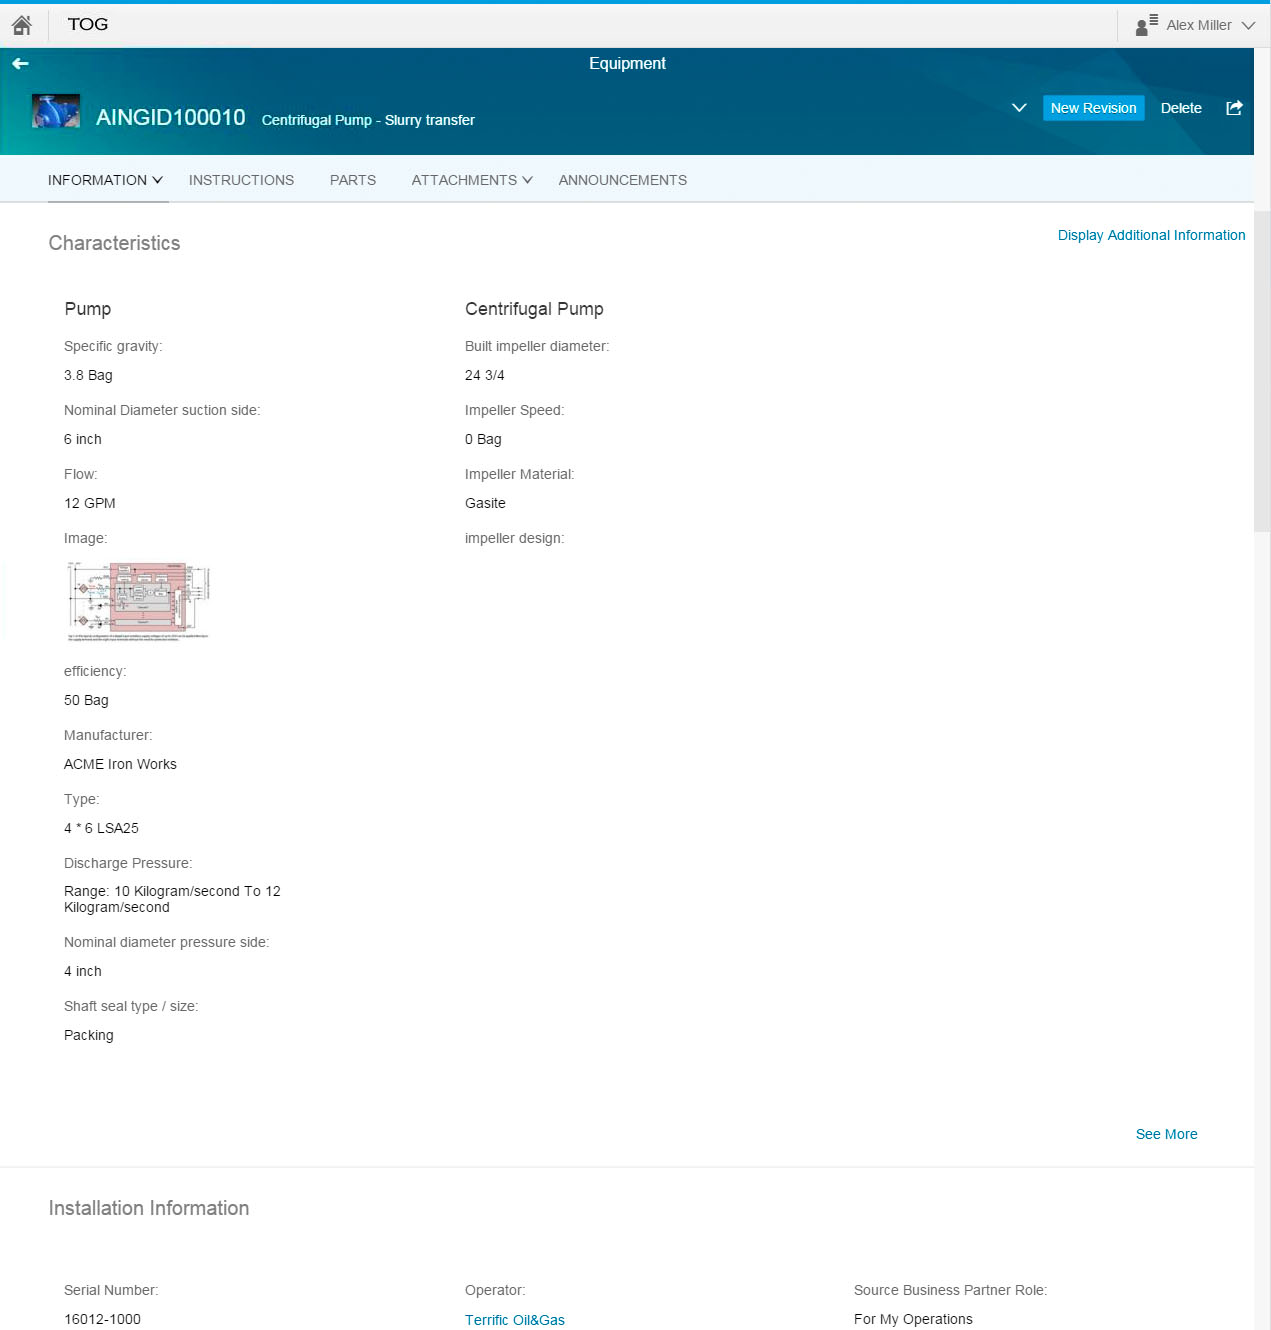 TOG
Alex Miller
Equipment
AINGID100010 Centrifugal Pump - Slurry transfer
New Revision Delete
INFORMATION INSTRUCTIONS PARTS ATTACHMENTS ANNOUNCEMENTS
Characteristics
Display Additional Information
Pump
Specific gravity:
3.8 Bag
Nominal Diameter suction side:
6 inch
Flow:
12 GPM
Image:
efficiency:
50 Bag
Manufacturer:
ACME Iron Works
Type:
4 * 6 LSA25
Discharge Pressure:
Range: 10 Kilogram/second To 12
Kilogram/second
Nominal diameter pressure side:
4 inch
Shaft seal type / size:
Packing
Centrifugal Pump
Built impeller diameter:
24 3/4
Impeller Speed:
0 Bag
Impeller Material:
Gasite
impeller design:
See More
Installation Information
Serial Number:
16012-1000
Operator:
Terrific Oil&Gas
Source Business Partner Role:
For My Operations